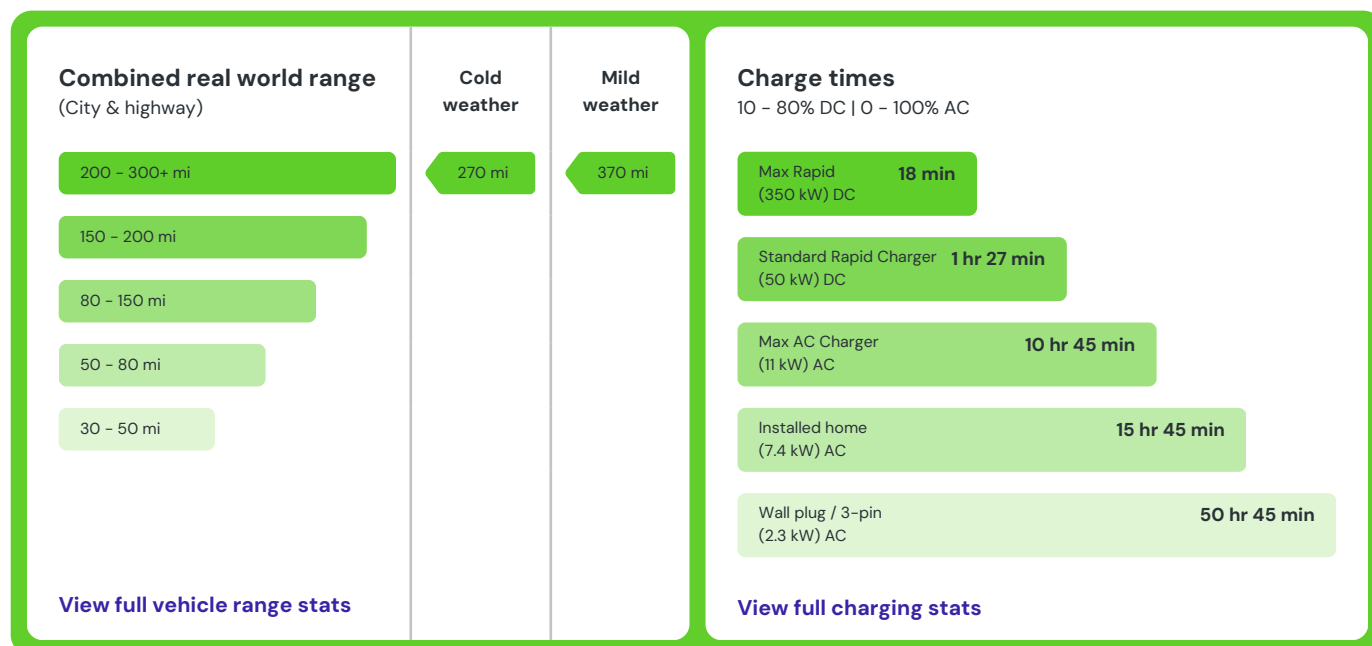 Combined real world range
(City & highway)
Cold
weather
Mild
weather
200 - 300+ mi
270 mi
370 mi
150 - 200 mi
80 - 150 mi
50 - 80 mi
30 - 50 mi
View full vehicle range stats
Charge times
10 - 80% DC | 0 - 100% AC
Max Rapid
(350 kW) DC
18 min
Standard Rapid Charger
(50 kW) DC
1 hr 27 min
Max AC Charger
(11 kW) AC
10 hr 45 min
Installed home
(7.4 kW) AC
15 hr 45 min
Wall plug / 3-pin
(2.3 kW) AC
50 hr 45 min
View full charging stats